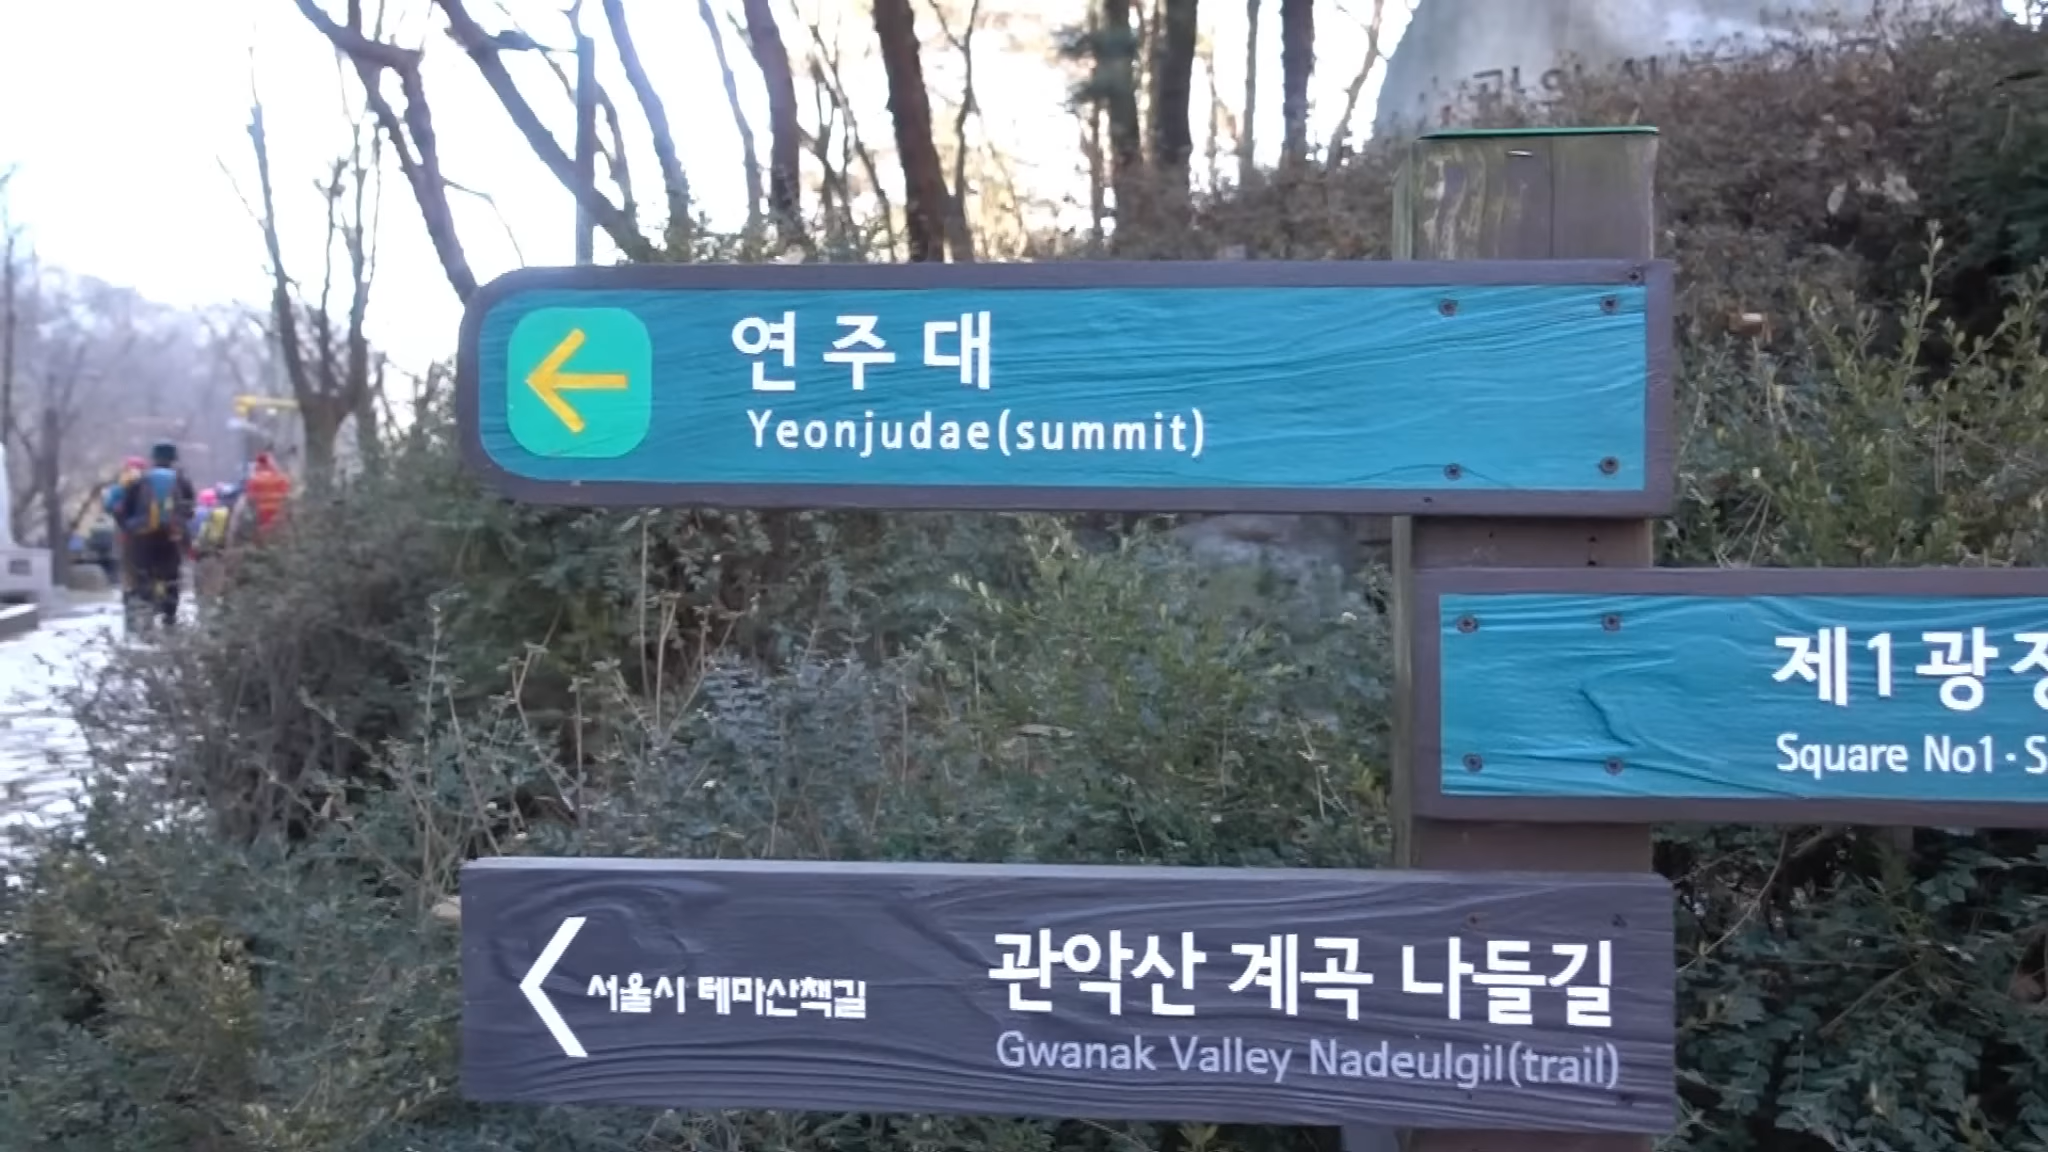 연주대
Yeonjudae(summit)
제1광
Square No1·S
서울시 테마산책길
관악산 계곡 나들길
Gwanak Valley Nadeulgil(trail)